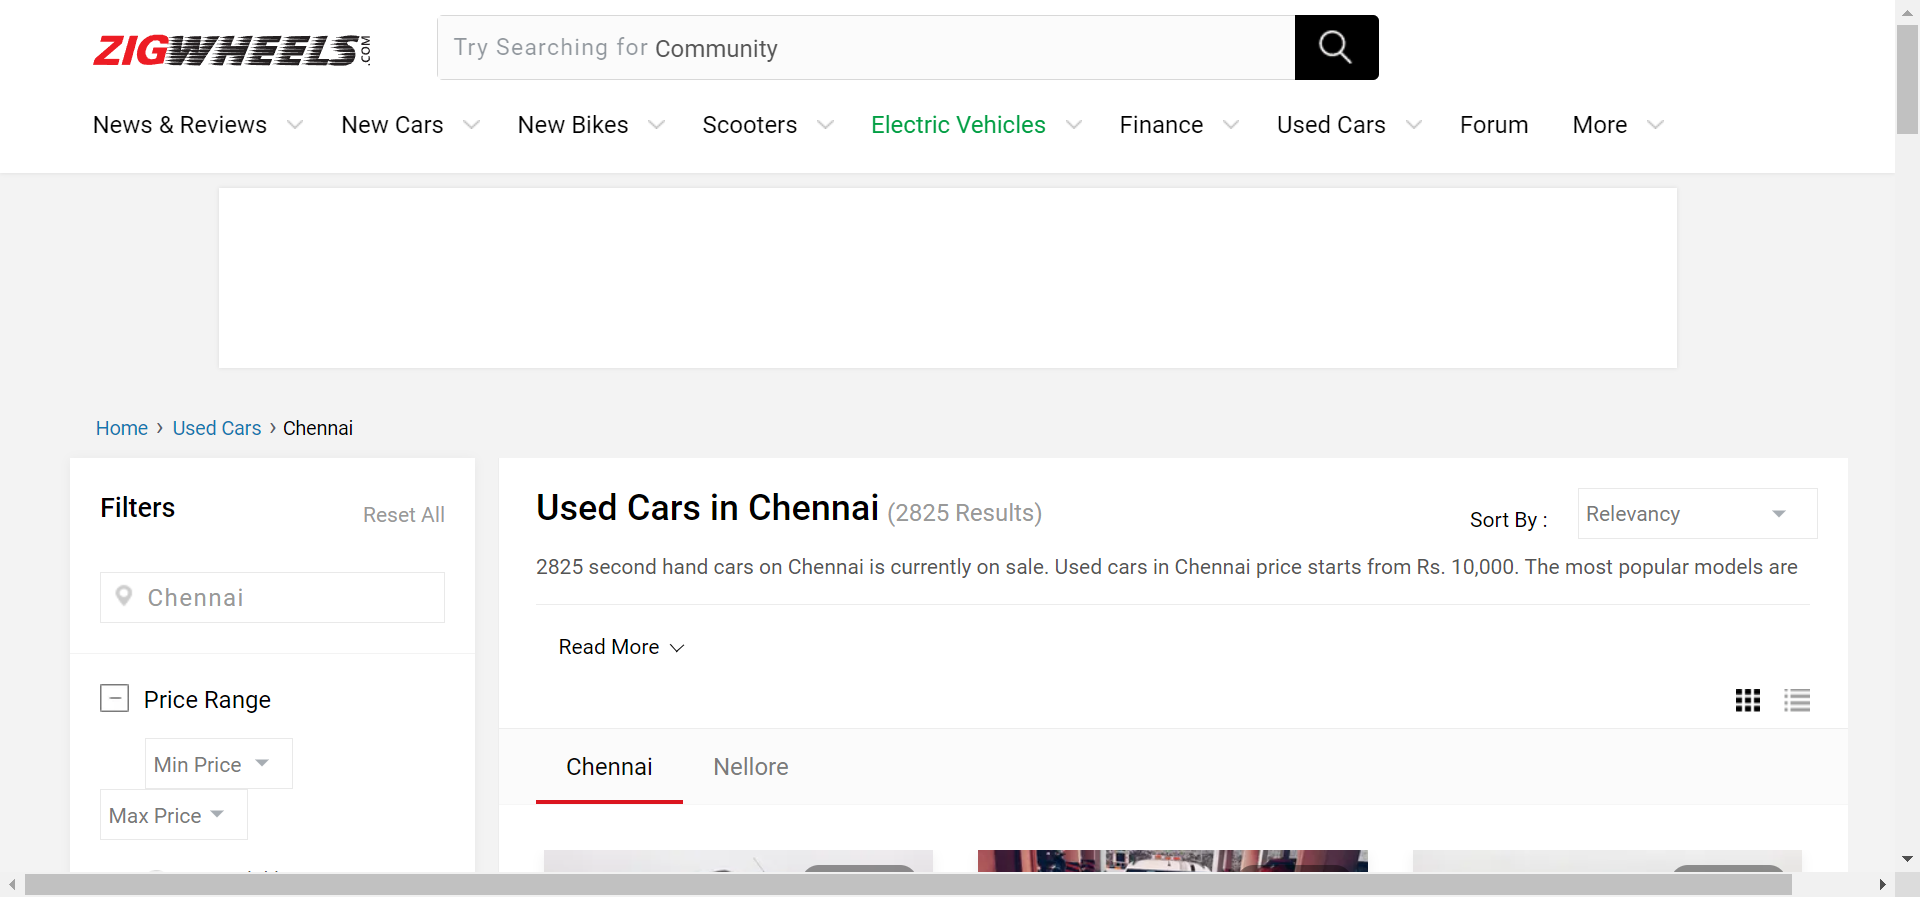 ZIGWHEELS.COM
Try Searching for Community
News & Reviews New Cars New Bikes Scooters Electric Vehicles Finance Used Cars Forum More
Home › Used Cars › Chennai
Filters
Reset All
Chennai
Price Range
Min Price
Max Price
Used Cars in Chennai (2825 Results)
Sort By : Relevancy
2825 second hand cars on Chennai is currently on sale. Used cars in Chennai price starts from Rs. 10,000. The most popular models are
Read More
Chennai Nellore